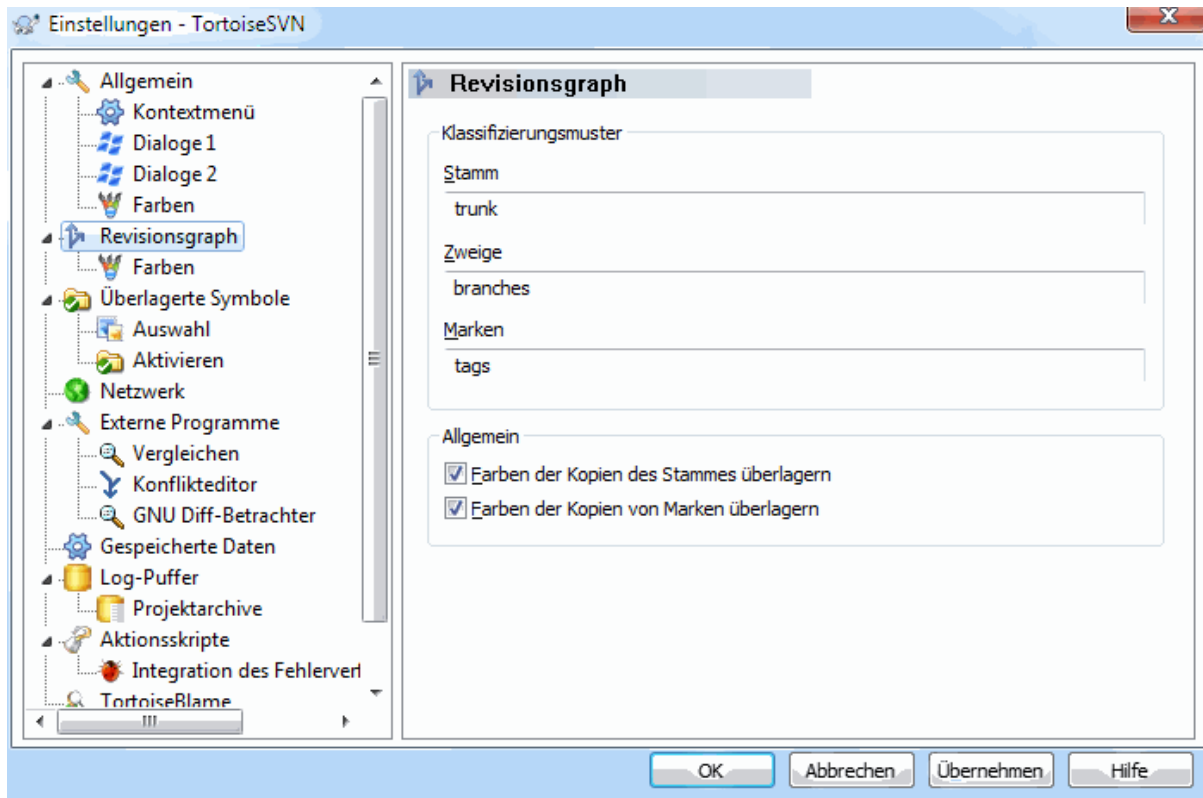 Einstellungen - TortoiseSVN
Allgemein
Kontextmenü
Dialoge 1
Dialoge 2
Farben
Revisionsgraph
Farben
Überlagerte Symbole
Auswahl
Aktivieren
Netzwerk
Externe Programme
Vergleichen
Konflikteditor
GNU Diff-Betrachter
Gespeicherte Daten
Log-Puffer
Projektarchive
Aktionsskripte
Integration des Fehlerverf
TortoiseBlame
Revisionsgraph
Klassifizierungsmuster
Stamm
trunk
Zweige
branches
Marken
tags
Allgemein
Farben der Kopien des Stammes überlagern
Farben der Kopien von Marken überlagern
OK Abbrechen Übernehmen Hilfe